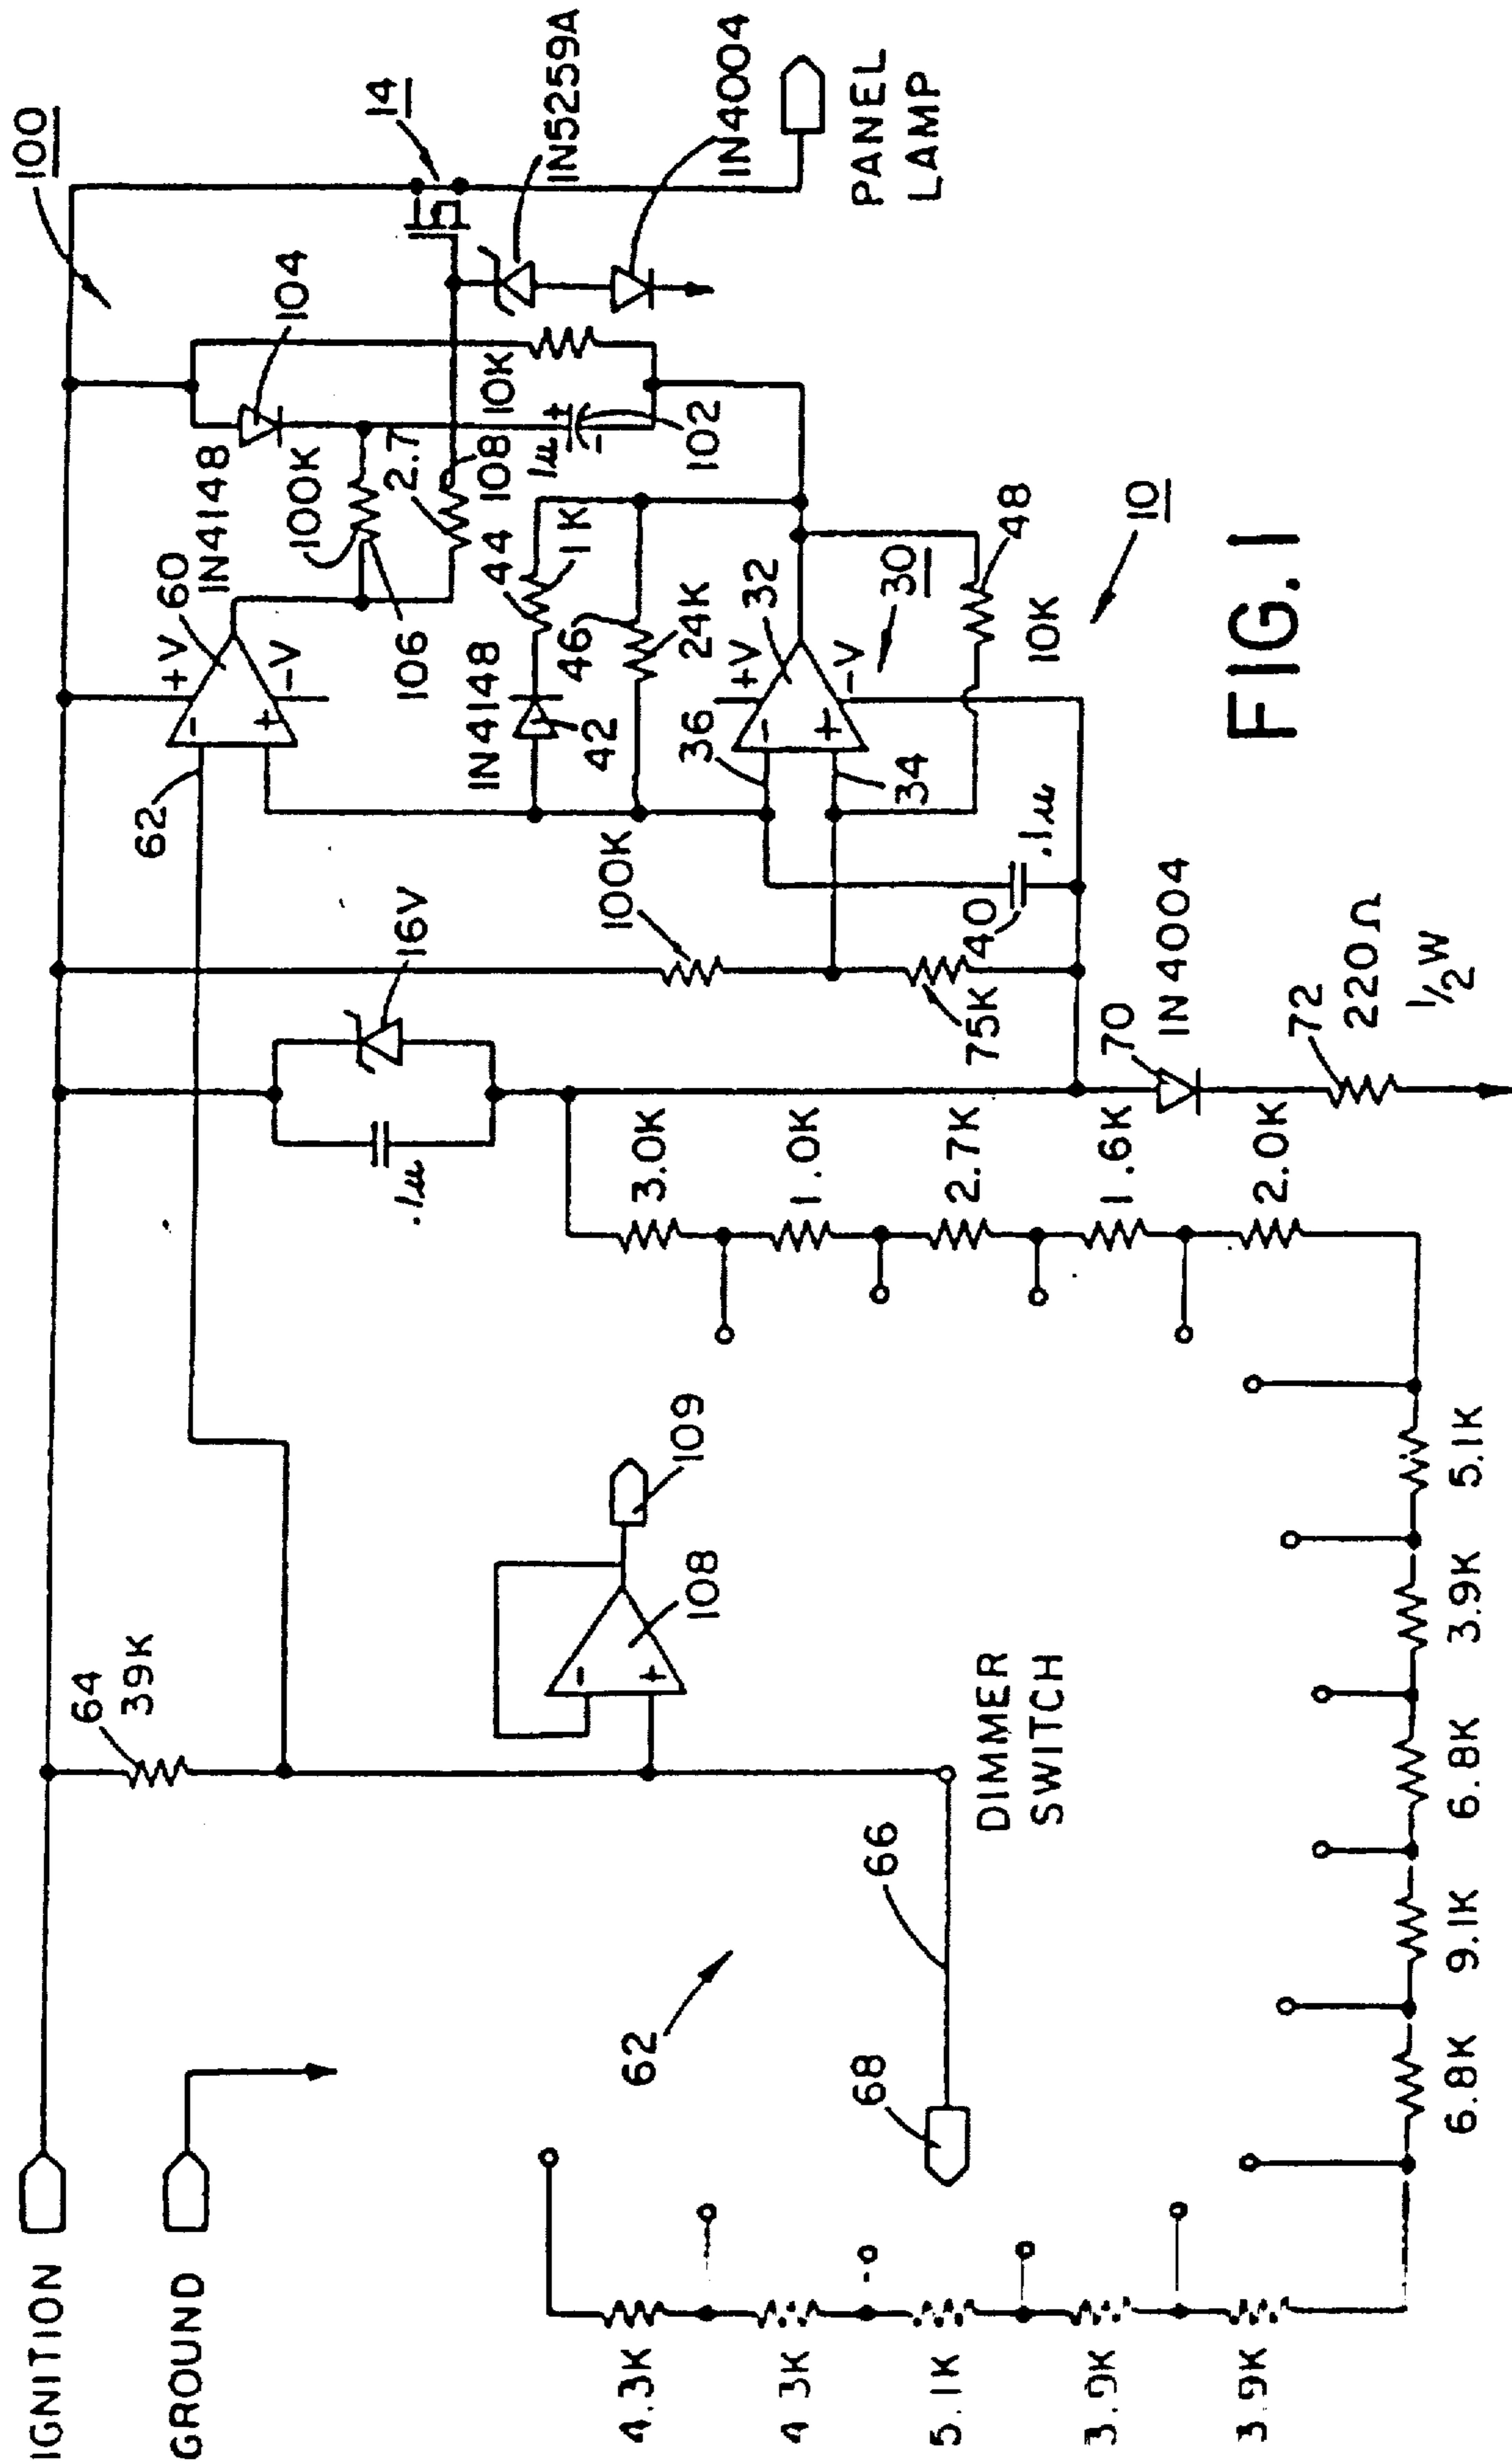 IGNITION
GROUND
64
39K
62
.1µ
16V
100K
75K
40
.1µ
60
+V
-
+
-V
IN4148
104
100
100K
106
2.7
108
1µ
+
-
102
10K
14
IN5259A
IN4004
PANEL
LAMP
IN4148
42
44
1K
46
24K
36
34
+V
-
+
-V
32
30
48
10K
10
FIG. 1
70
IN4004
72
220Ω
1/2W
-
+
108
109
DIMMER
SWITCH
66
68
62
3.0K
1.0K
2.7K
1.6K
2.0K
5.1K
3.9K
6.8K
9.1K
6.8K
3.9K
3.9K
5.1K
4.3K
4.3K